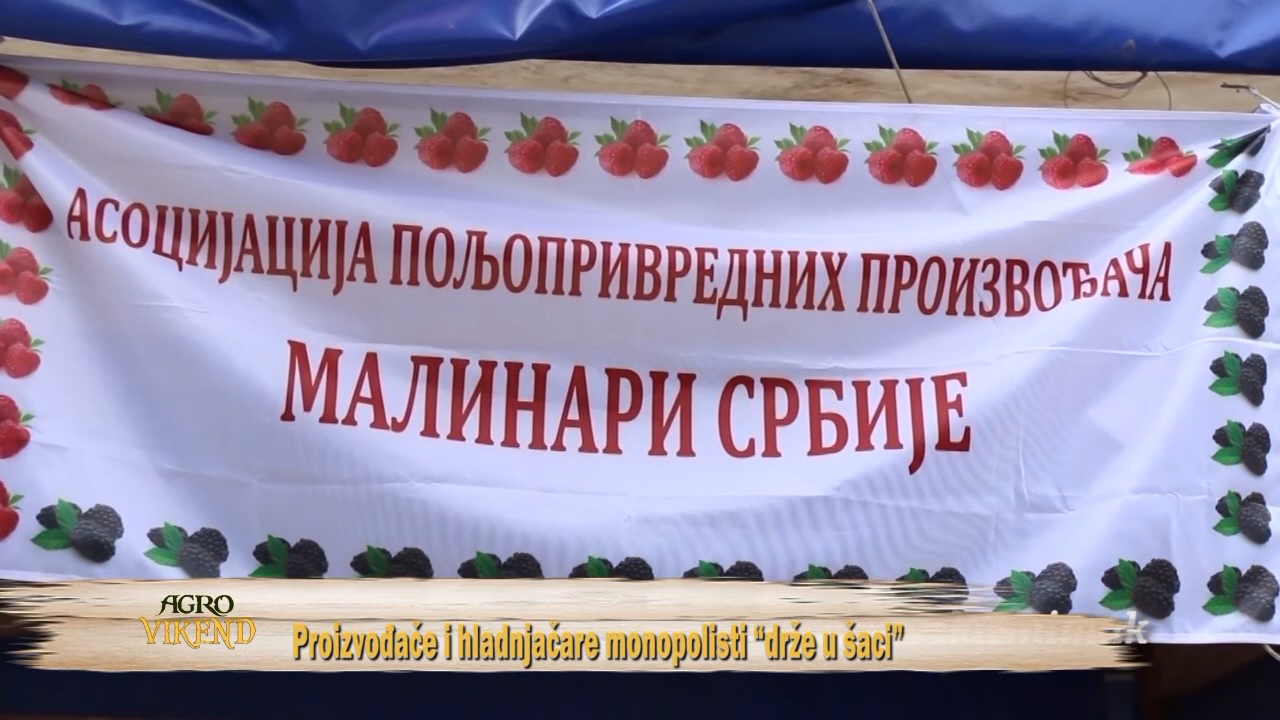 АСОЦИЈАЦИЈА ПОЉОПРИВРЕДНИХ ПРОИЗВОЂАЧА
МАЛИНАРИ СРБИЈЕ
AGRO
VIKEND
Proizvođače i hladnjačare monopolisti “drže u šaci”